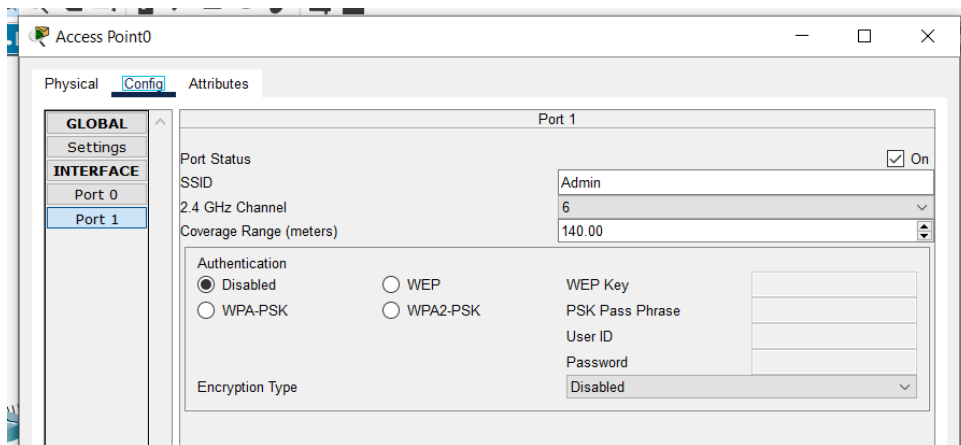 Access Point0
Physical Config Attributes
GLOBAL
Settings
INTERFACE
Port 0
Port 1
Port 1
Port Status On
SSID Admin
2.4 GHz Channel 6
Coverage Range (meters) 140.00
Authentication
Disabled WEP WEP Key
WPA-PSK WPA2-PSK PSK Pass Phrase
User ID
Password
Encryption Type Disabled